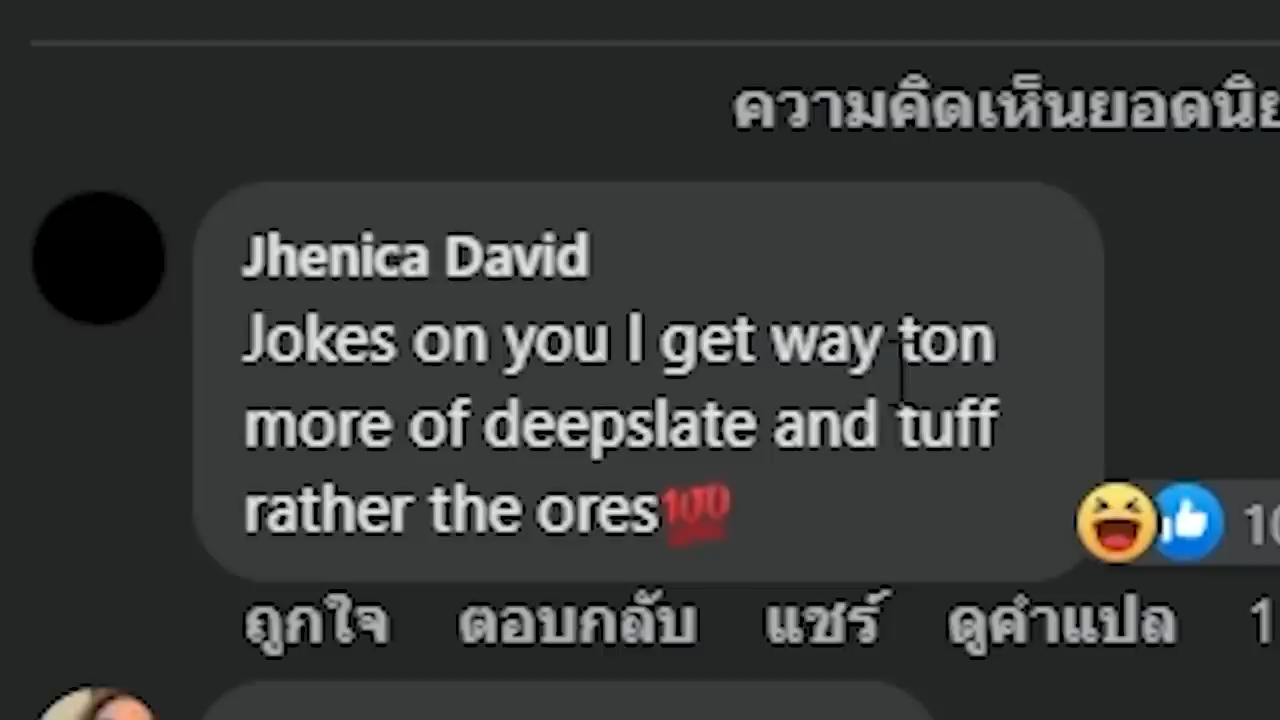 ความคิดเห็นยอดนิ
Jhenica David
Jokes on you I get way ton
more of deepslate and tuff
rather the ores💯
ถูกใจ ตอบกลับ แชร์ ดูคำแปล 1